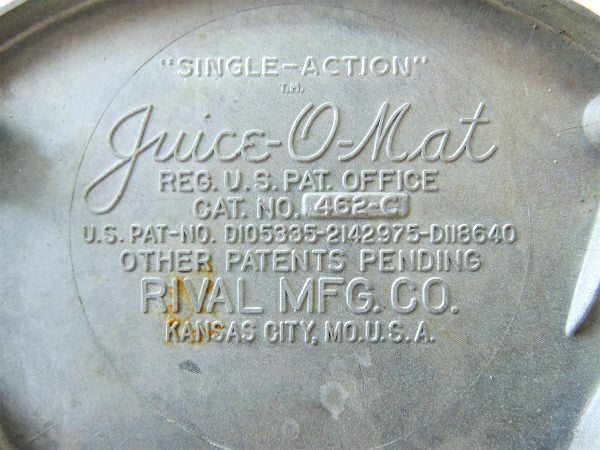 "SINGLE-ACTION"
T.M.
Juice-O-Mat
REG. U.S. PAT. OFFICE
CAT. NO. 462-C
U.S. PAT-NO. D105335-2142975-D118640
OTHER PATENTS PENDING
RIVAL MFG. CO.
KANSAS CITY, MO. U.S.A.